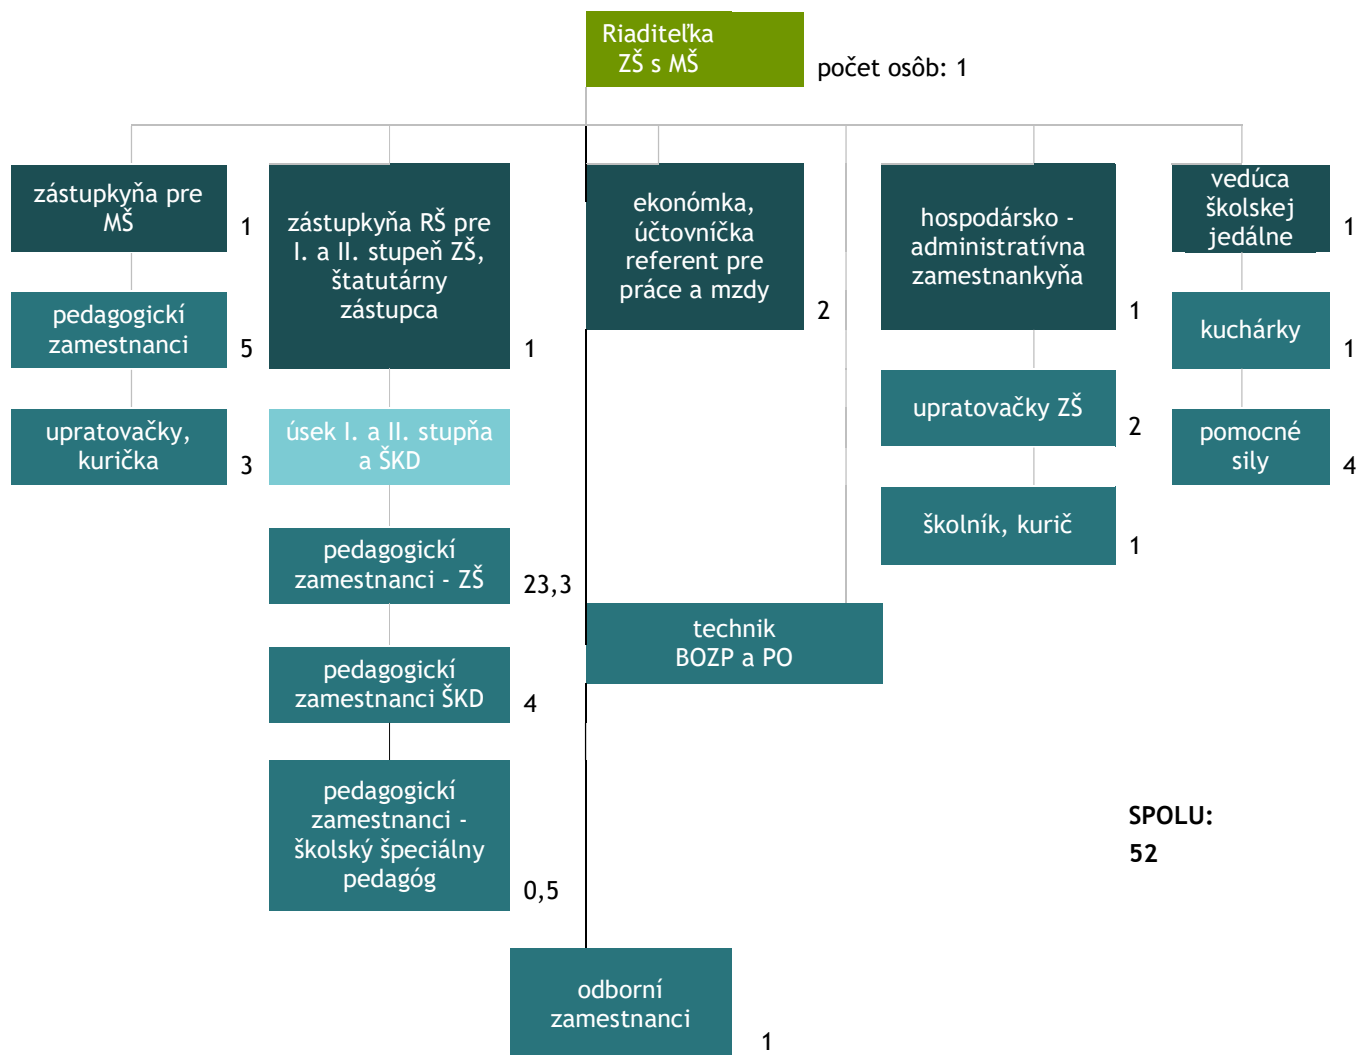 Riaditeľka
ZŠ s MŠ
počet osôb: 1
zástupkyňa pre
MŠ
1
pedagogickí
zamestnanci
5
upratovačky,
kurička
3
zástupkyňa RŠ pre
I. a II. stupeň ZŠ,
štatutárny
zástupca
1
úsek I. a II. stupňa
a ŠKD
pedagogickí
zamestnanci - ZŠ
23,3
pedagogickí
zamestnanci ŠKD
4
pedagogickí
zamestnanci -
školský špeciálny
pedagóg
0,5
ekonómka,
účtovníčka
referent pre
práce a mzdy
2
technik
BOZP a PO
odborní
zamestnanci
1
hospodársko -
administratívna
zamestnankyňa
1
upratovačky ZŠ
2
školník, kurič
1
vedúca
školskej
jedálne
1
kuchárky
1
pomocné
sily
4
SPOLU:
52